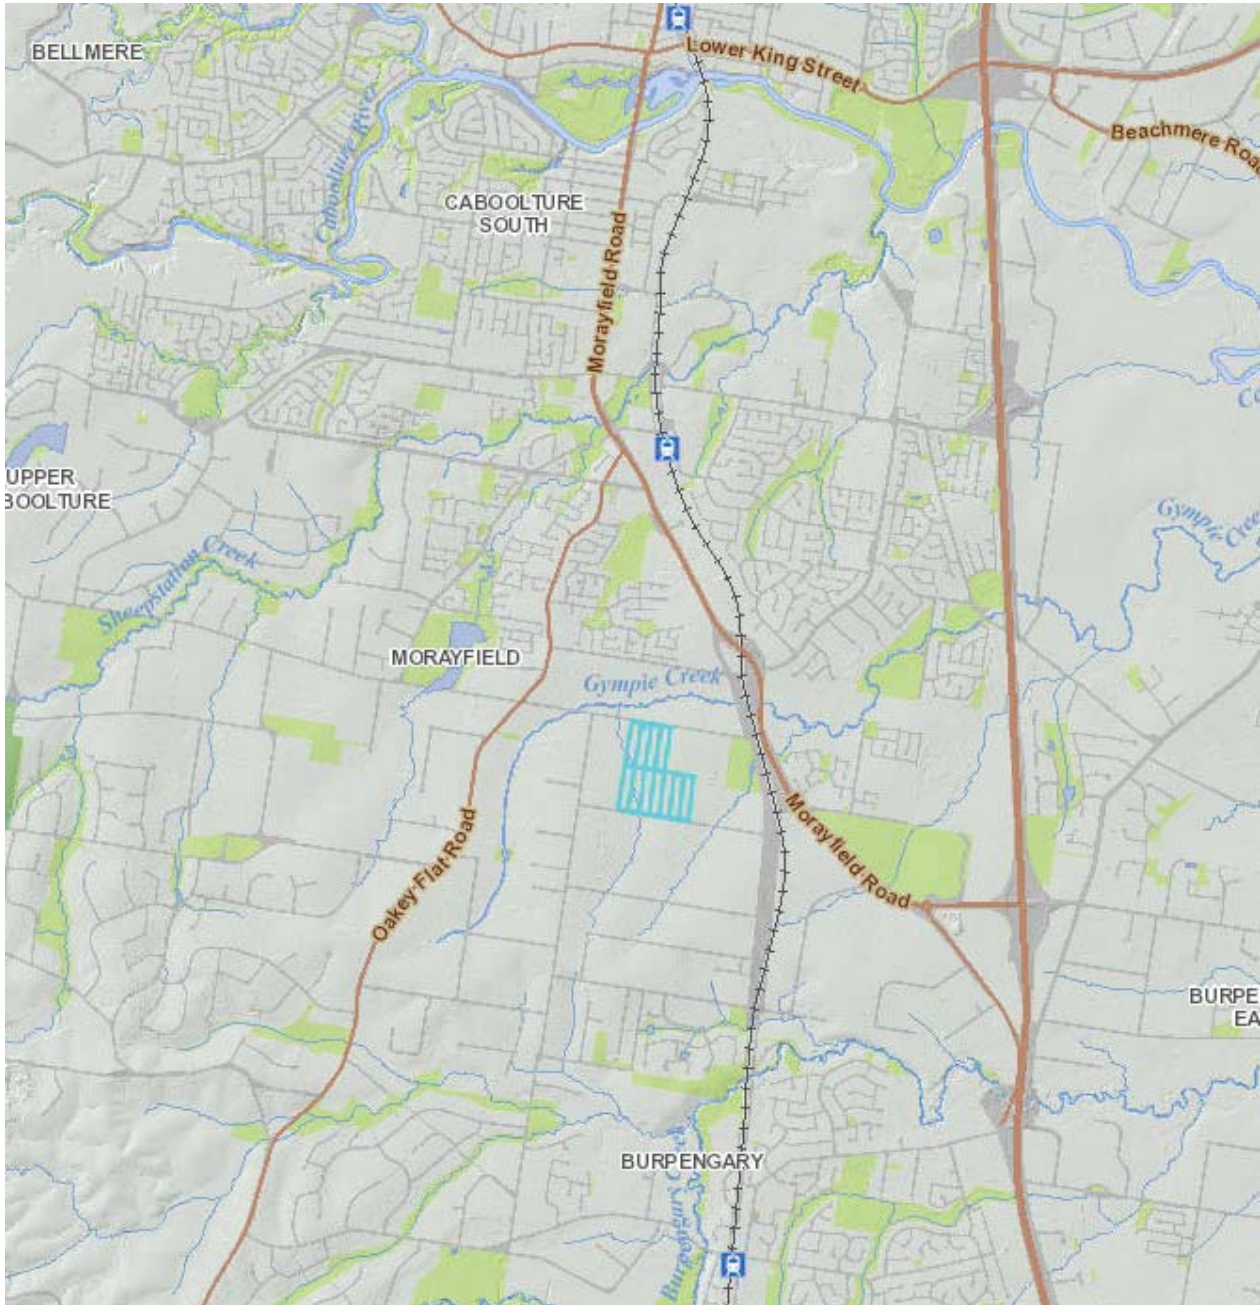 BELLMERE
Lower King Street
Beachmere Road
Caboolture River
CABOOLTURE
SOUTH
Morayfield Road
UPPER
BOOLTURE
Gympie Cre
Sheepstation Creek
MORAYFIELD
Gympie Creek
Morayfield Road
Oakey Flat Road
BURPE
EA
BURPENGARY
Burpengary Creek